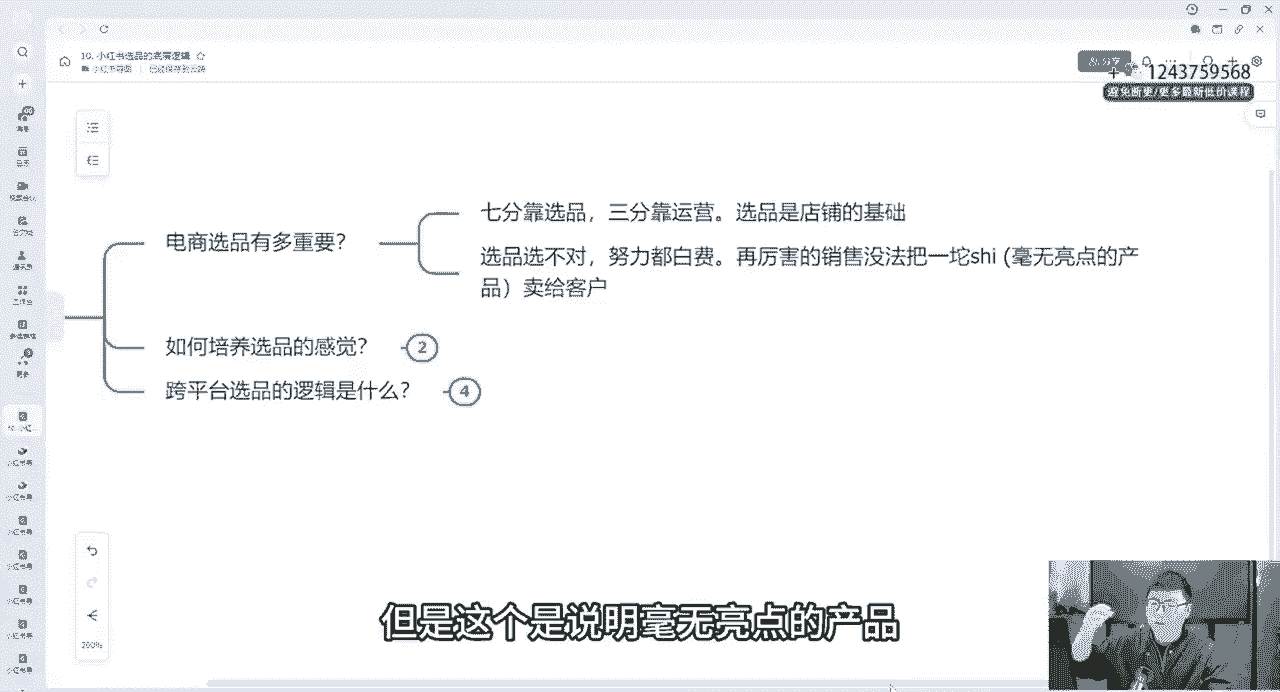 10. 小红书选品的底层逻辑
分享
+ 1243759568
避免断更/更多最新低价课程
七分靠选品，三分靠运营。选品是店铺的基础
电商选品有多重要？
选品选不对，努力都白费。再厉害的销售没法把一坨shi (毫无亮点的产
品）卖给客户
如何培养选品的感觉？
2
跨平台选品的逻辑是什么？
4
但是这个是说明毫无亮点的产品
200%